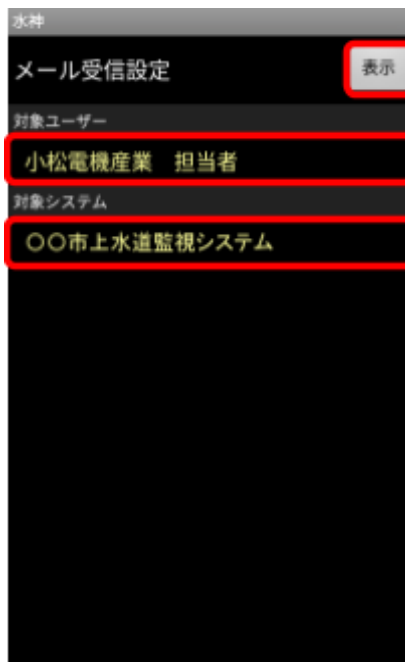 水神
メール受信設定
表示
対象ユーザー
小松電機産業　担当者
対象システム
〇〇市上水道監視システム